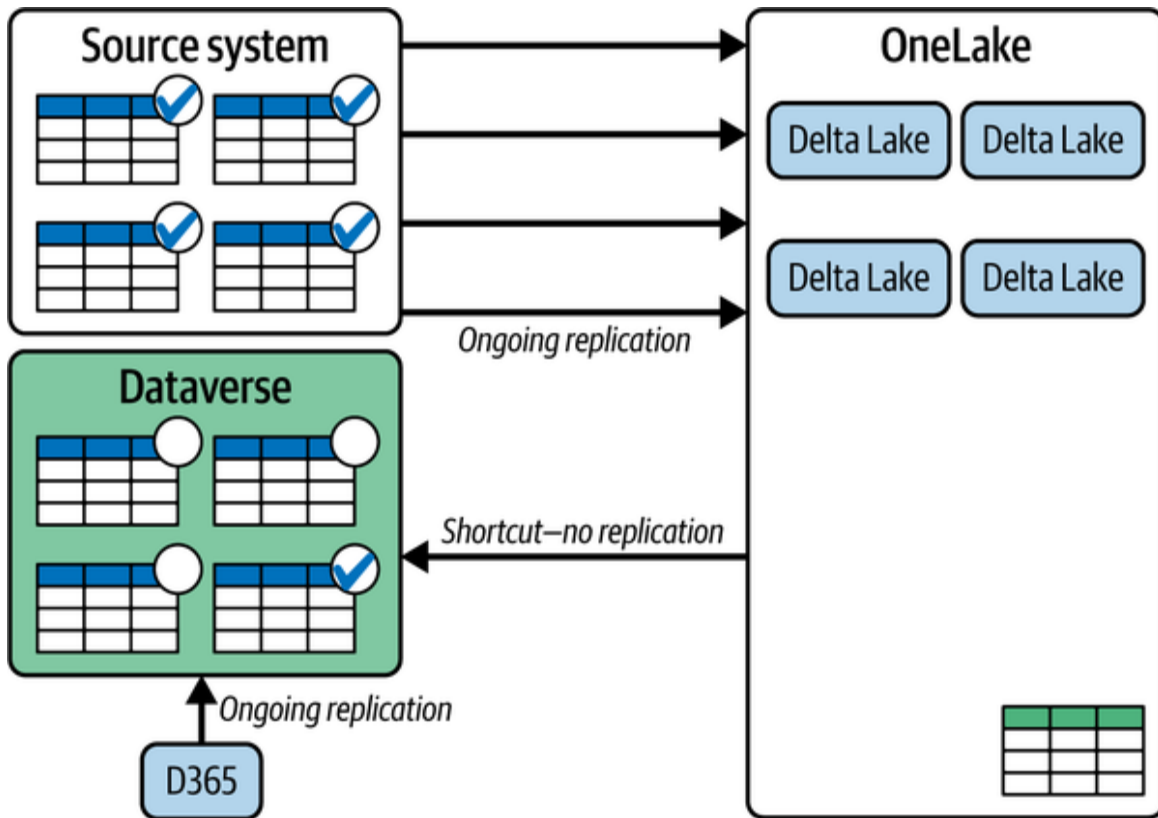 Source system
OneLake
Delta Lake
Delta Lake
Delta Lake
Delta Lake
Ongoing replication
Dataverse
Shortcut—no replication
Ongoing replication
D365